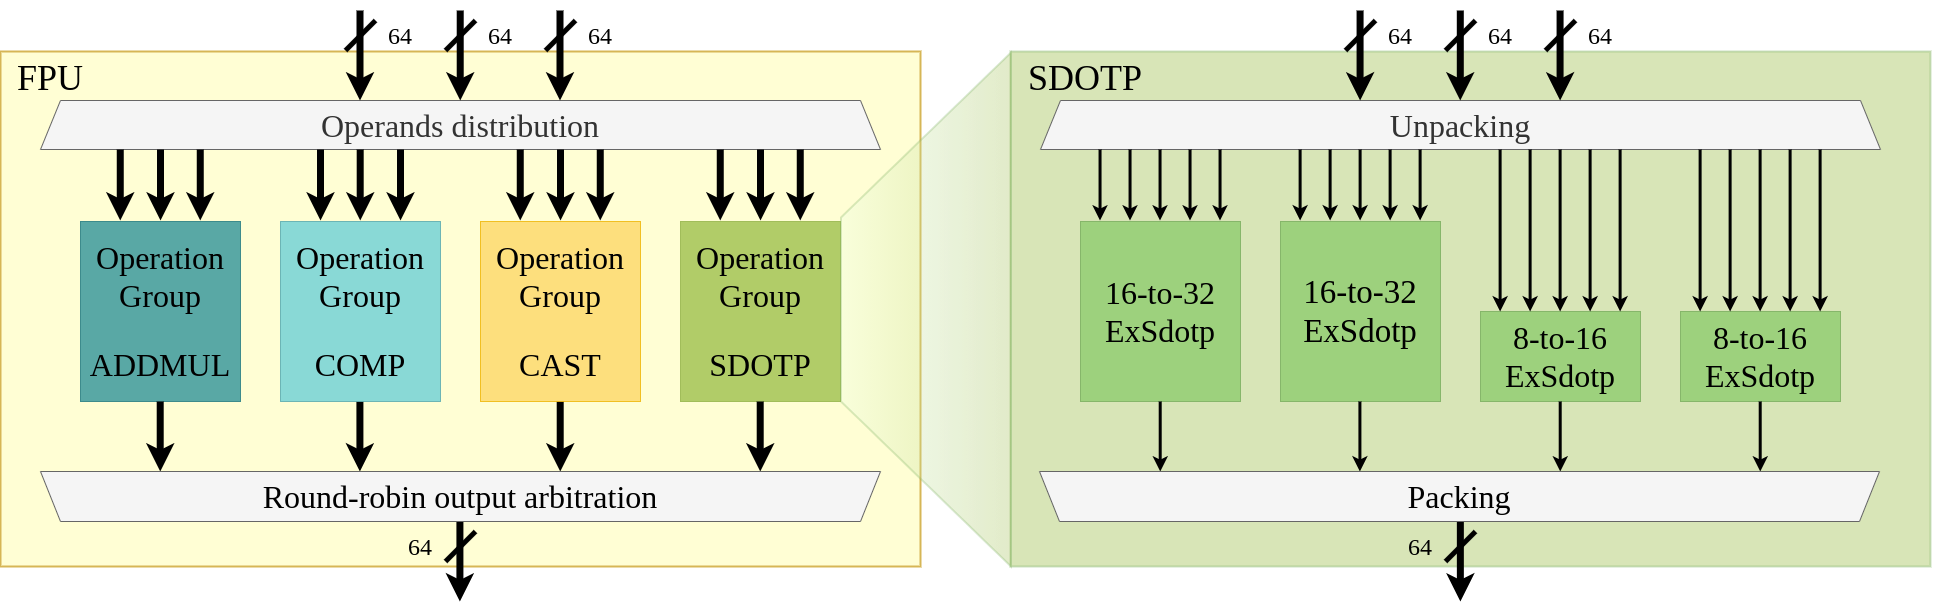 64 64 64
FPU
Operands distribution
Operation
Group
ADDMUL
Operation
Group
COMP
Operation
Group
CAST
Operation
Group
SDOTP
Round-robin output arbitration
64
64 64 64
SDOTP
Unpacking
16-to-32
ExSdotp
16-to-32
ExSdotp
8-to-16
ExSdotp
8-to-16
ExSdotp
Packing
64